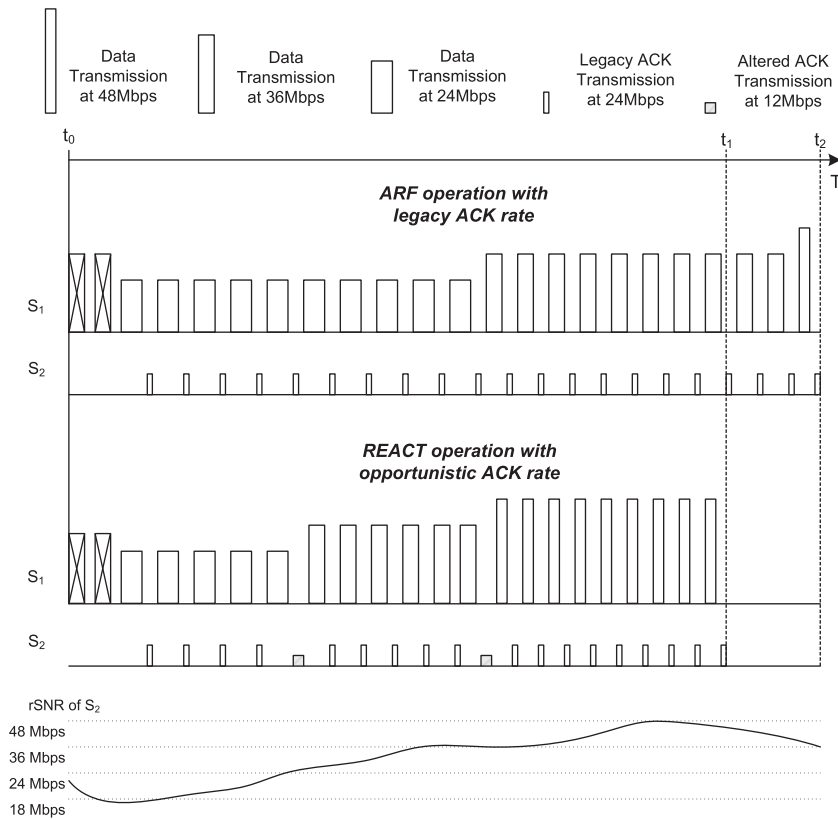 Data
Transmission
at 48Mbps
Data
Transmission
at 36Mbps
Data
Transmission
at 24Mbps
Legacy ACK
Transmission
at 24Mbps
Altered ACK
Transmission
at 12Mbps
t0
t1
t2
T
ARF operation with
legacy ACK rate
S1
S2
REACT operation with
opportunistic ACK rate
S1
S2
rSNR of S2
48 Mbps
36 Mbps
24 Mbps
18 Mbps